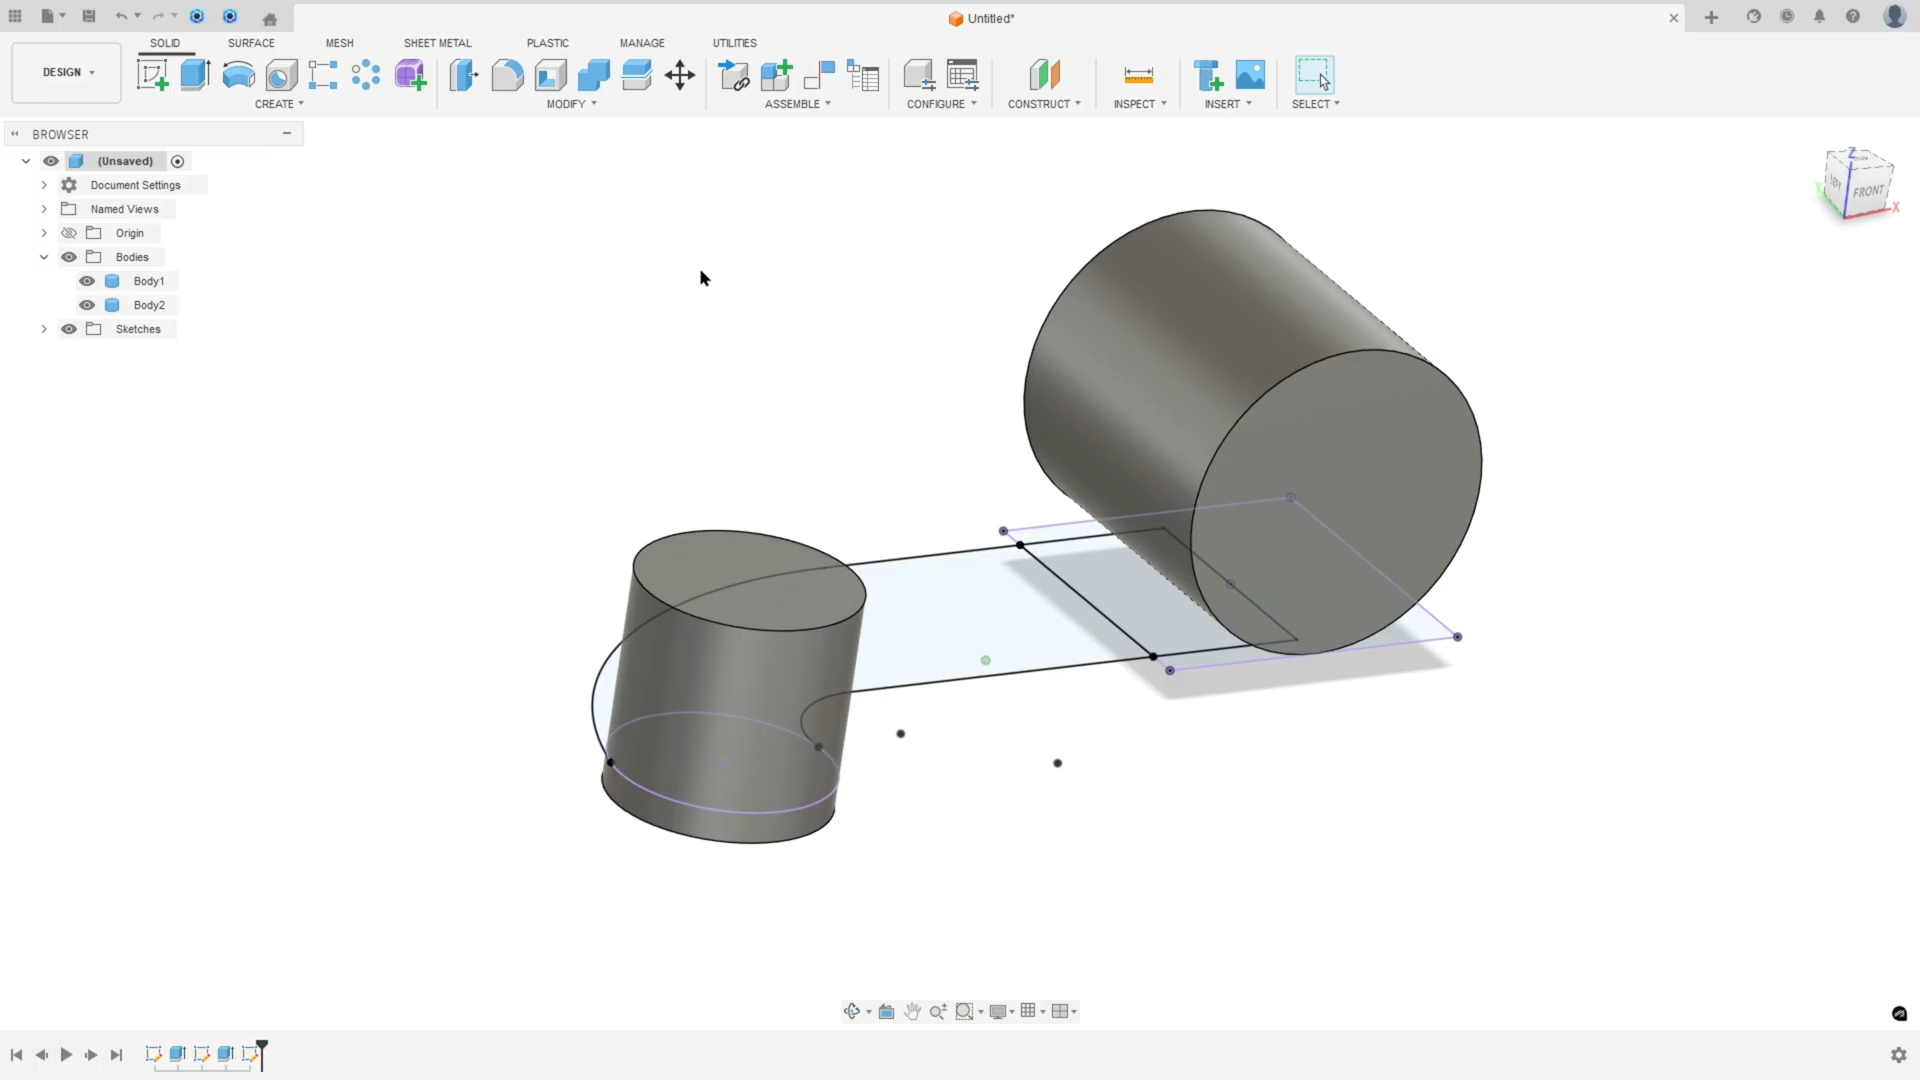 Untitled*
DESIGN
SOLID
SURFACE
MESH
SHEET METAL
PLASTIC
MANAGE
UTILITIES
CREATE
MODIFY
ASSEMBLE
CONFIGURE
CONSTRUCT
INSPECT
INSERT
SELECT
BROWSER
(Unsaved)
Document Settings
Named Views
Origin
Bodies
Body1
Body2
Sketches
Z
FRONT
Y
X